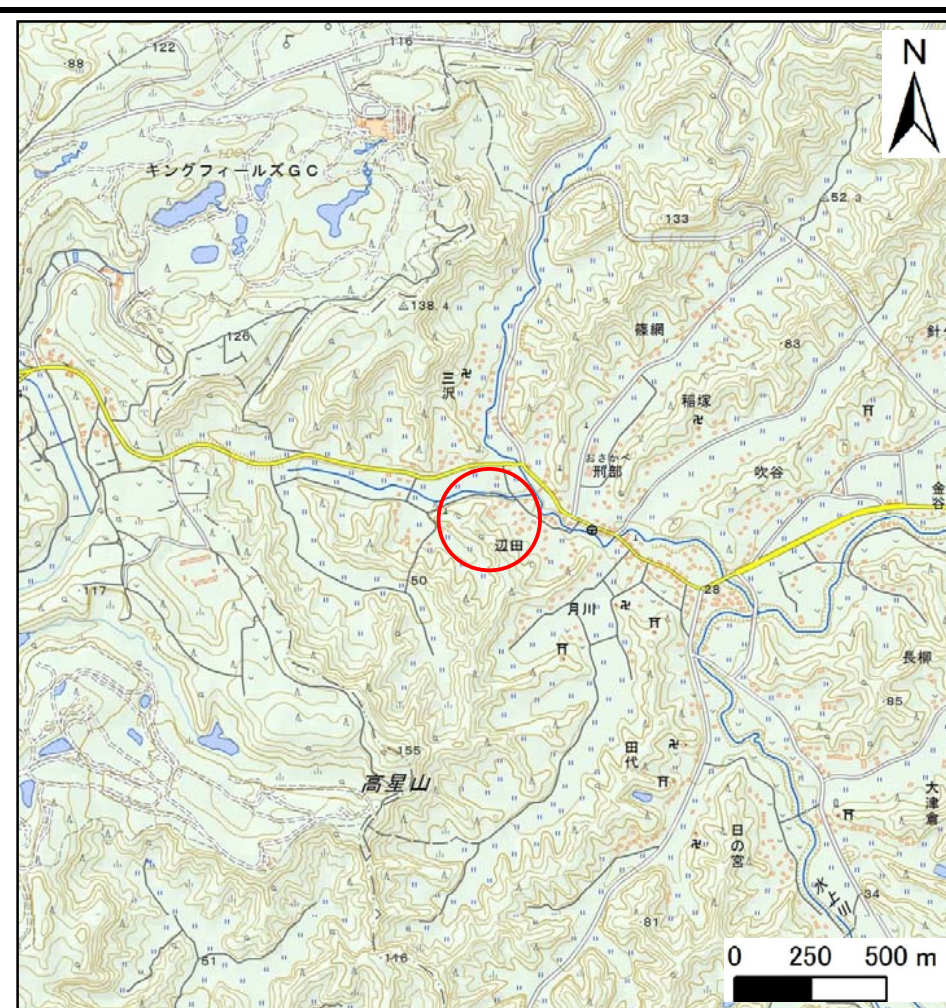 122
116
88
N
キングフィールズGC
133
52.3
138.4
126
篠網
83
三沢
稲塚
おさかべ
刑部
吹谷
金谷
辺田
50
28
117
月川
長柳
85
155
高星山
田代
大津倉
日の宮
水上川
34
81
51
116
0 250 500 m